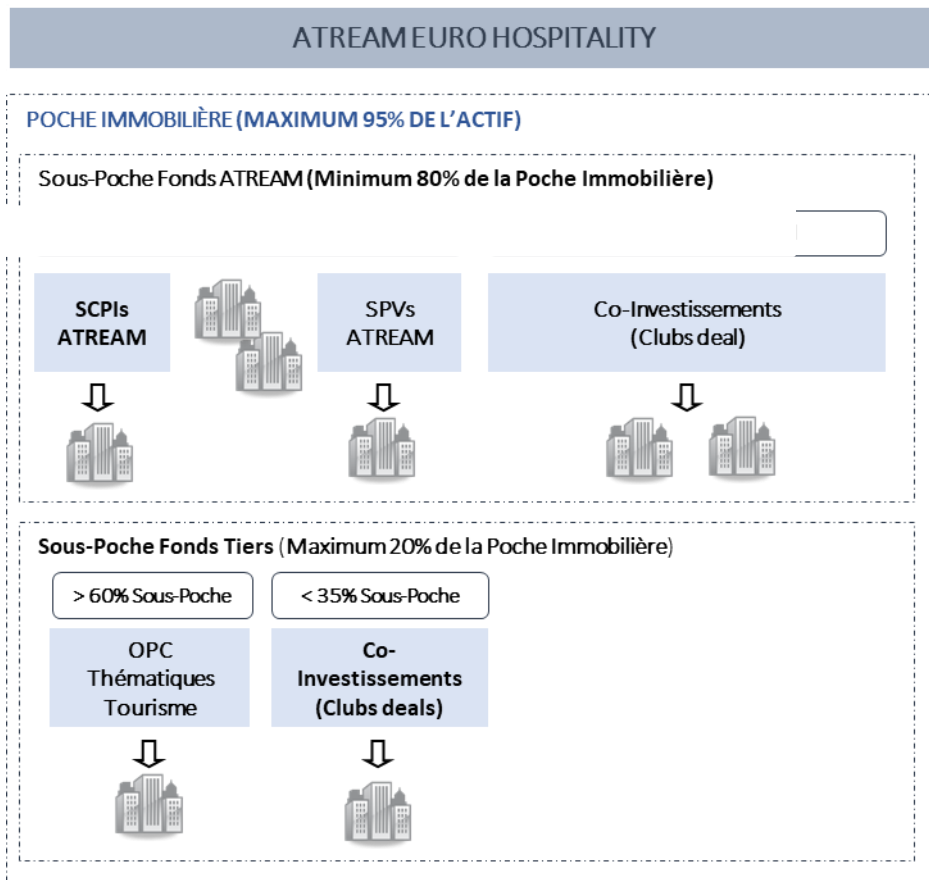 ATREAM EURO HOSPITALITY
POCHE IMMOBILIÈRE (MAXIMUM 95% DE L'ACTIF)
Sous-Poche Fonds ATREAM (Minimum 80% de la Poche Immobilière)
SCPIs
ATREAM
SPVs
ATREAM
Co-Investissements
(Clubs deal)
Sous-Poche Fonds Tiers (Maximum 20% de la Poche Immobilière)
> 60% Sous-Poche
< 35% Sous-Poche
OPC
Thématiques
Tourisme
Co-
Investissements
(Clubs deals)